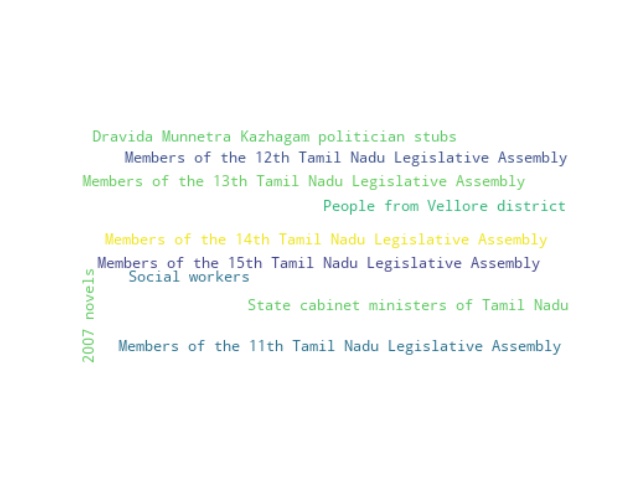 Dravida Munnetra Kazhagam politician stubs
Members of the 12th Tamil Nadu Legislative Assembly
Members of the 13th Tamil Nadu Legislative Assembly
People from Vellore district
Members of the 14th Tamil Nadu Legislative Assembly
Members of the 15th Tamil Nadu Legislative Assembly
Social workers
State cabinet ministers of Tamil Nadu
2007 novels
Members of the 11th Tamil Nadu Legislative Assembly